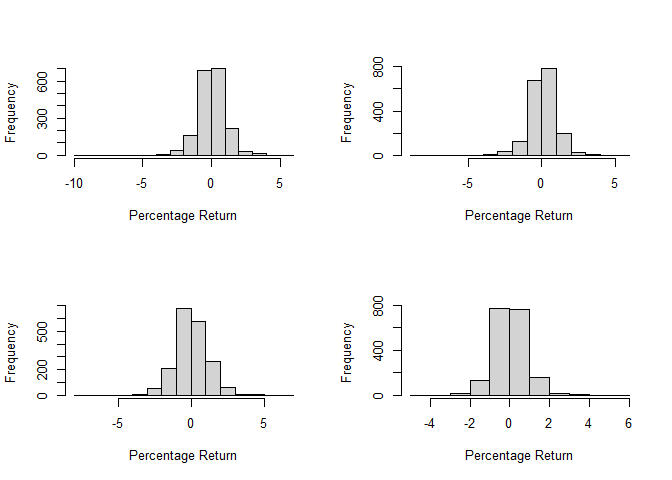 Frequency
0 300 600
-10 -5 0 5
Percentage Return
Frequency
0 400 800
-5 0 5
Percentage Return
Frequency
0 200 500
-5 0 5
Percentage Return
Frequency
0 400 800
-4 -2 0 2 4 6
Percentage Return